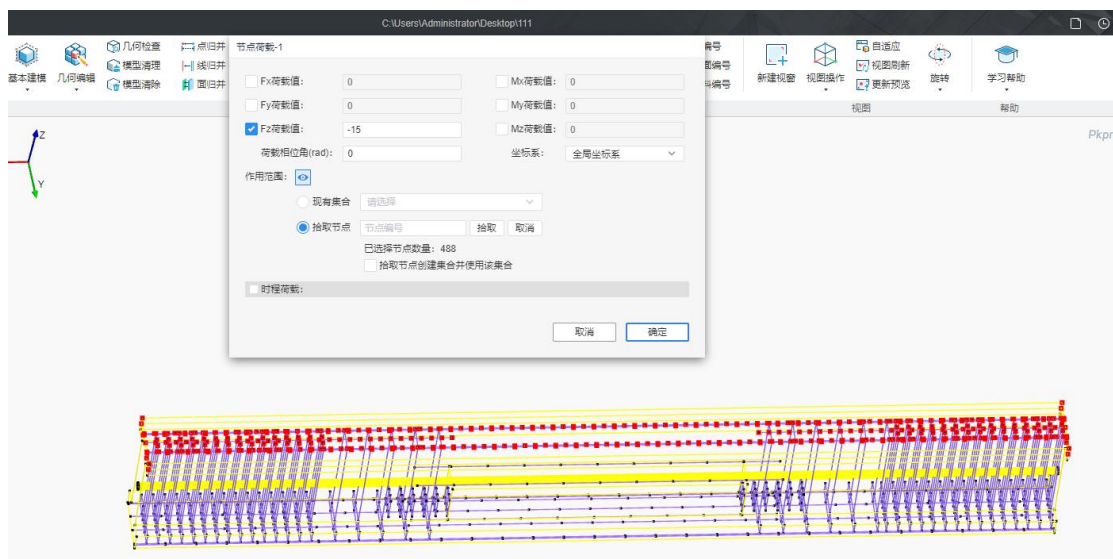 C:\Users\Administrator\Desktop\111
基本建模
几何编辑
几何检查
模型清理
模型清除
点归并
线归并
面归并
编号
面编号
编号
新建视窗
视图操作
自适应
视图刷新
更新预览
旋转
学习帮助
视图
帮助
节点荷载-1
Fx荷载值: 0
Mx荷载值: 0
Fy荷载值: 0
My荷载值: 0
Fz荷载值: -15
Mz荷载值: 0
荷载相位角(rad): 0
坐标系: 全局坐标系
作用范围:
现有集合 请选择
拾取节点 节点编号 拾取 取消
已选择节点数量: 488
拾取节点创建集合并使用该集合
时程荷载:
取消 确定
Z
Y
Pkpm